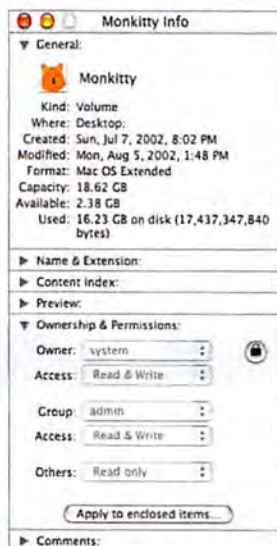 Monkitty Info
General:
Monkitty
Kind: Volume
Where: Desktop:
Created: Sun, Jul 7, 2002, 8:02 PM
Modified: Mon, Aug 5, 2002, 1:48 PM
Format: Mac OS Extended
Capacity: 18.62 GB
Available: 2.38 GB
Used: 16.23 GB on disk (17,437,347,840
bytes)
Name & Extension:
Content index:
Preview:
Ownership & Permissions:
Owner: system
Access: Read & Write
Group: admin
Access: Read & Write
Others: Read only
Apply to enclosed items...
Comments: